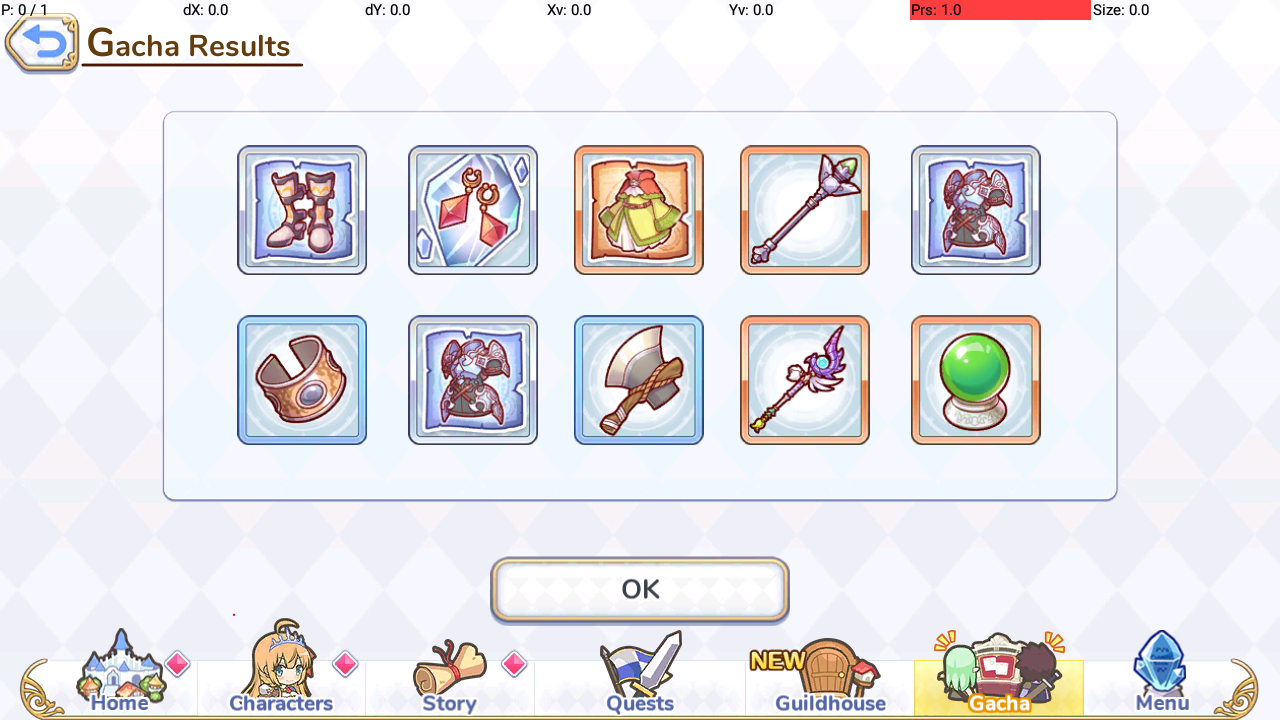 P: 0 / 1 dX: 0.0 dY: 0.0 Xv: 0.0 Yv: 0.0 Prs: 1.0 Size: 0.0
Gacha Results
OK
NEW
Home Characters Story Quests Guildhouse Gacha Menu